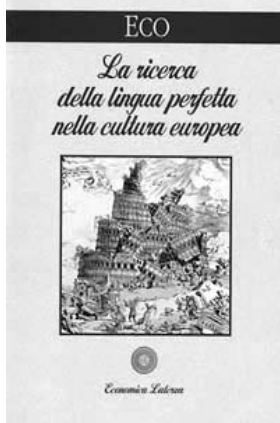 ECO
La ricerca
della lingua perfetta
nella cultura europea
Economica Laterza